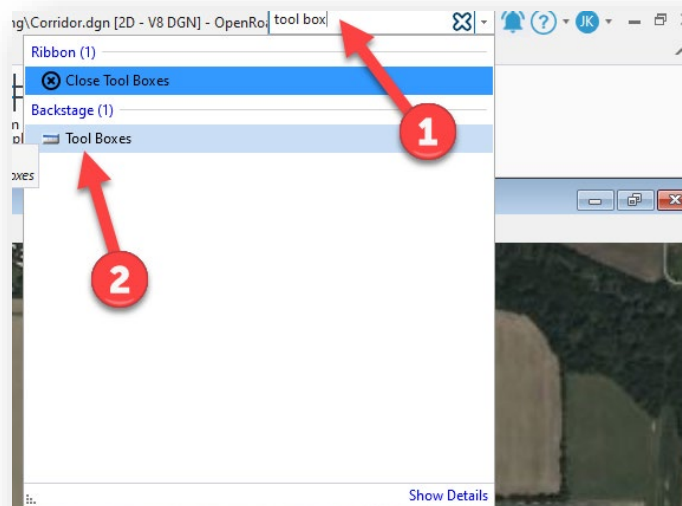 ng\Corridor.dgn [2D - V8 DGN] - OpenRoa
tool box
JK
Ribbon (1)
Close Tool Boxes
Backstage (1)
1
Tool Boxes
oxes
2
Show Details